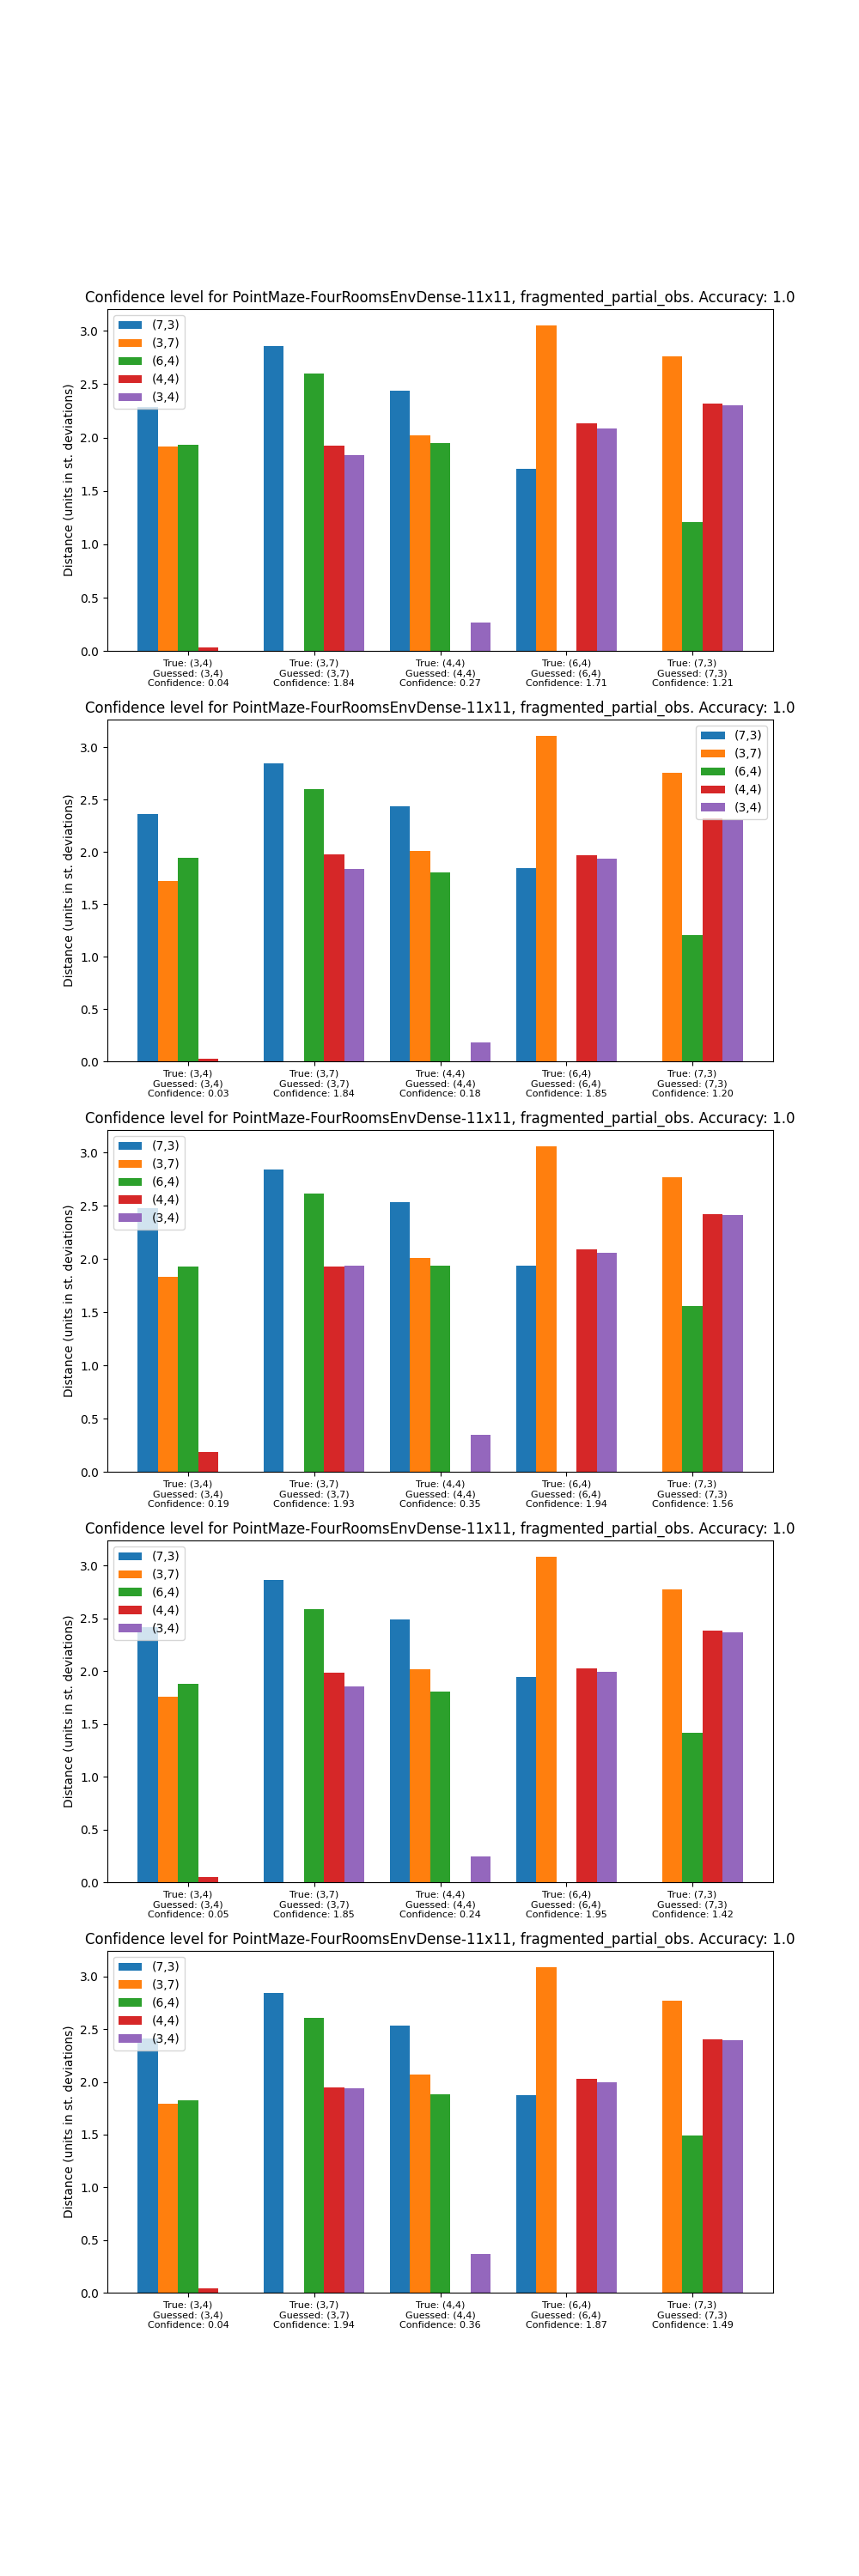 Confidence level for PointMaze-FourRoomsEnvDense-11x11, fragmented_partial_obs. Accuracy: 1.0
Distance (units in st. deviations)
3.0
2.5
2.0
1.5
1.0
0.5
0.0
(7,3)
(3,7)
(6,4)
(4,4)
(3,4)
True: (3,4)
Guessed: (3,4)
Confidence: 0.04
True: (3,7)
Guessed: (3,7)
Confidence: 1.84
True: (4,4)
Guessed: (4,4)
Confidence: 0.27
True: (6,4)
Guessed: (6,4)
Confidence: 1.71
True: (7,3)
Guessed: (7,3)
Confidence: 1.21
Confidence level for PointMaze-FourRoomsEnvDense-11x11, fragmented_partial_obs. Accuracy: 1.0
Distance (units in st. deviations)
3.0
2.5
2.0
1.5
1.0
0.5
0.0
(7,3)
(3,7)
(6,4)
(4,4)
(3,4)
True: (3,4)
Guessed: (3,4)
Confidence: 0.03
True: (3,7)
Guessed: (3,7)
Confidence: 1.84
True: (4,4)
Guessed: (4,4)
Confidence: 0.18
True: (6,4)
Guessed: (6,4)
Confidence: 1.85
True: (7,3)
Guessed: (7,3)
Confidence: 1.20
Confidence level for PointMaze-FourRoomsEnvDense-11x11, fragmented_partial_obs. Accuracy: 1.0
Distance (units in st. deviations)
3.0
2.5
2.0
1.5
1.0
0.5
0.0
(7,3)
(3,7)
(6,4)
(4,4)
(3,4)
True: (3,4)
Guessed: (3,4)
Confidence: 0.19
True: (3,7)
Guessed: (3,7)
Confidence: 1.93
True: (4,4)
Guessed: (4,4)
Confidence: 0.35
True: (6,4)
Guessed: (6,4)
Confidence: 1.94
True: (7,3)
Guessed: (7,3)
Confidence: 1.56
Confidence level for PointMaze-FourRoomsEnvDense-11x11, fragmented_partial_obs. Accuracy: 1.0
Distance (units in st. deviations)
3.0
2.5
2.0
1.5
1.0
0.5
0.0
(7,3)
(3,7)
(6,4)
(4,4)
(3,4)
True: (3,4)
Guessed: (3,4)
Confidence: 0.05
True: (3,7)
Guessed: (3,7)
Confidence: 1.85
True: (4,4)
Guessed: (4,4)
Confidence: 0.24
True: (6,4)
Guessed: (6,4)
Confidence: 1.95
True: (7,3)
Guessed: (7,3)
Confidence: 1.42
Confidence level for PointMaze-FourRoomsEnvDense-11x11, fragmented_partial_obs. Accuracy: 1.0
Distance (units in st. deviations)
3.0
2.5
2.0
1.5
1.0
0.5
0.0
(7,3)
(3,7)
(6,4)
(4,4)
(3,4)
True: (3,4)
Guessed: (3,4)
Confidence: 0.04
True: (3,7)
Guessed: (3,7)
Confidence: 1.94
True: (4,4)
Guessed: (4,4)
Confidence: 0.36
True: (6,4)
Guessed: (6,4)
Confidence: 1.87
True: (7,3)
Guessed: (7,3)
Confidence: 1.49